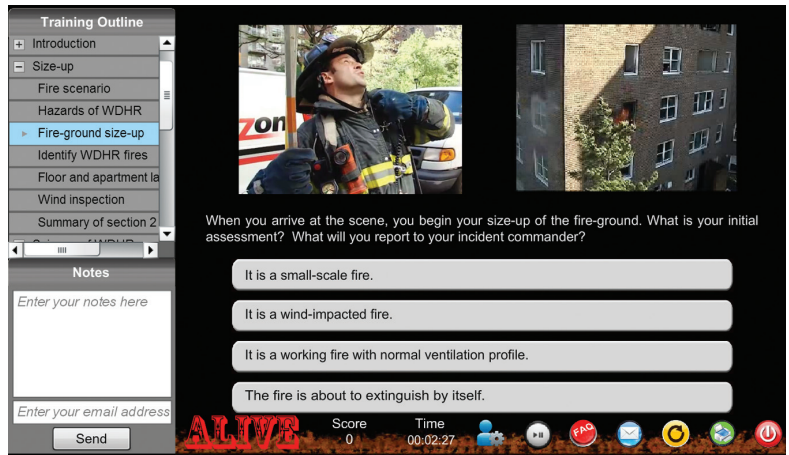 Training Outline
Introduction
Size-up
Fire scenario
Hazards of WDHR
Fire-ground size-up
Identify WDHR fires
Floor and apartment la
Wind inspection
Summary of section 2
Notes
Enter your notes here
Enter your email address
Send
zon
When you arrive at the scene, you begin your size-up of the fire-ground. What is your initial
assessment? What will you report to your incident commander?
It is a small-scale fire.
It is a wind-impacted fire.
It is a working fire with normal ventilation profile.
The fire is about to extinguish by itself.
ALIVE
Score
0
Time
00:02:27
FAQ